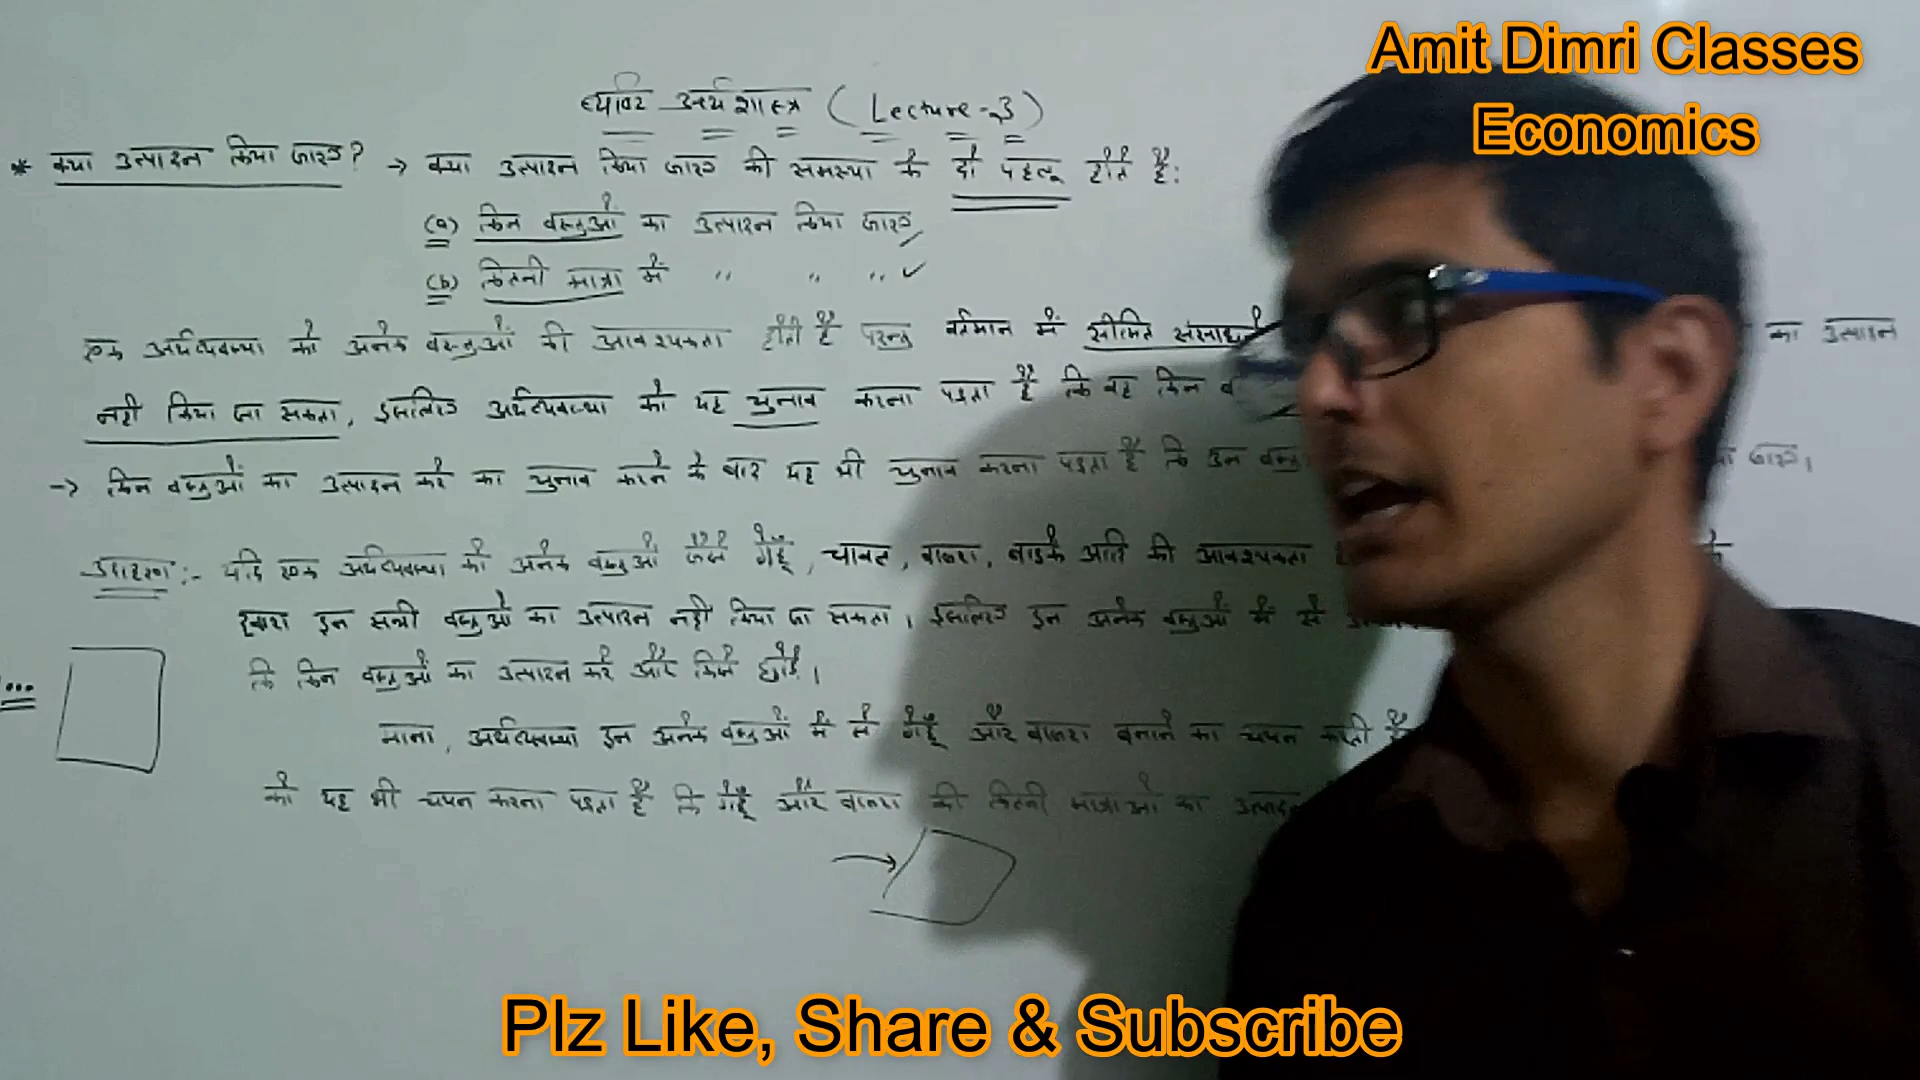 Amit Dimri Classes
Economics
व्यष्टि अर्थशास्त्र (Lecture-3)
* क्या उत्पादन किया जाए? → क्या उत्पादन किया जाए की समस्या के दो पहलू होते हैं:
(a) किन वस्तुओं का उत्पादन किया जाए
(b) कितनी मात्रा में " " " ✓
एक अर्थव्यवस्था को अनेक वस्तुओं की आवश्यकता होती है परन्तु वर्तमान में सीमित संसाधनों का उत्पादन
नहीं किया जा सकता, इसलिए अर्थव्यवस्था को यह चुनाव करना पड़ता है कि वह किन
→ किन वस्तुओं का उत्पादन करे का चुनाव करने के बाद यह भी चुनाव करना पड़ता है कि उन जाए।
उदाहरण :- यदि एक अर्थव्यवस्था को अनेक वस्तुओं जैसे गेहूँ, चावल, बाजरा, आदि की आवश्यकता
द्वारा इन सभी वस्तुओं का उत्पादन नहीं किया जा सकता, इसलिए इन अनेक वस्तुओं में से
कि किन वस्तुओं का उत्पादन करे और किसे छोड़े।
माना, अर्थव्यवस्था इन अनेक वस्तुओं में से गेहूँ और बाजरा बनाने का चयन करती है
को यह भी चयन करना पड़ता है कि गेहूँ और बाजरा की कितनी मात्राओं का उत्पादन
Plz Like, Share & Subscribe